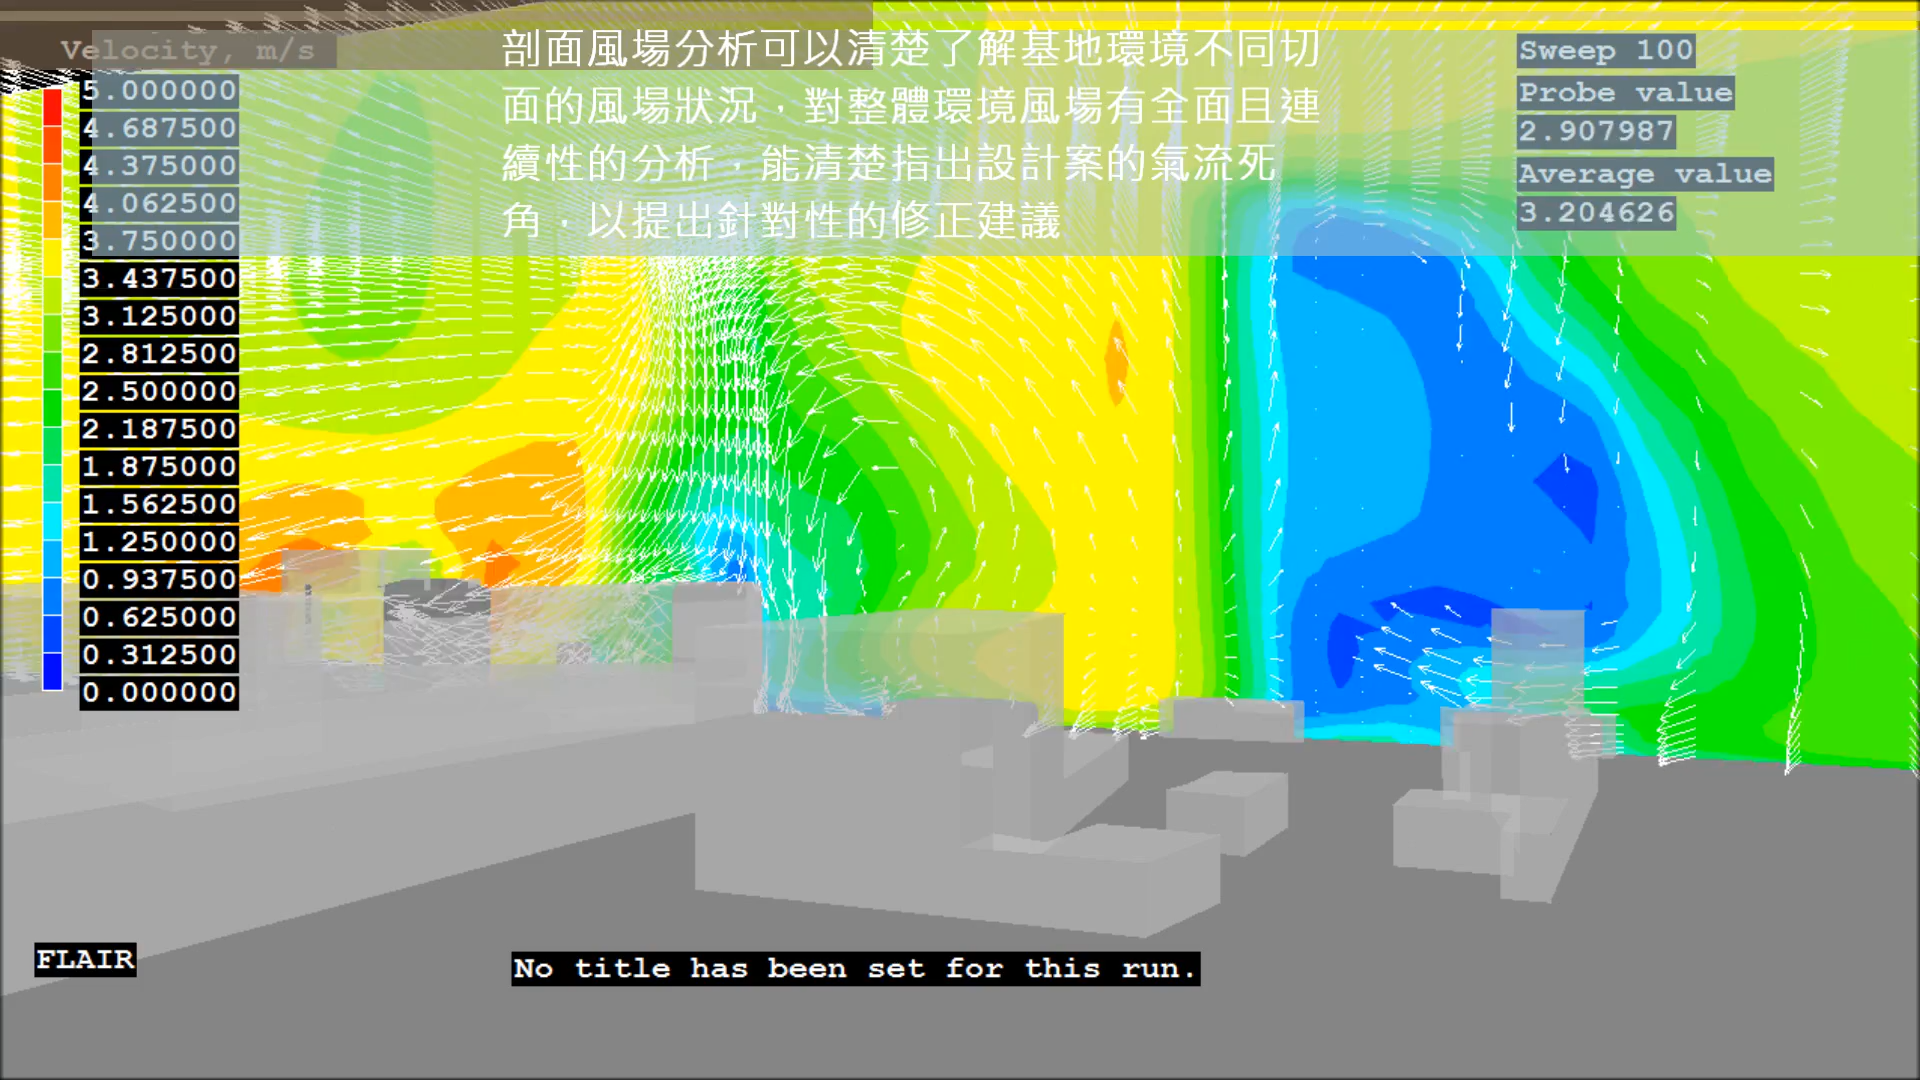 Velocity, m/s
5.000000
4.687500
4.375000
4.062500
3.750000
3.437500
3.125000
2.812500
2.500000
2.187500
1.875000
1.562500
1.250000
0.937500
0.625000
0.312500
0.000000
剖面風場分析可以清楚了解基地環境不同切
面的風場狀況，對整體環境風場有全面且連
續性的分析，能清楚指出設計案的氣流死
角，以提出針對性的修正建議
Sweep 100
Probe value
2.907987
Average value
3.204626
FLAIR
No title has been set for this run.